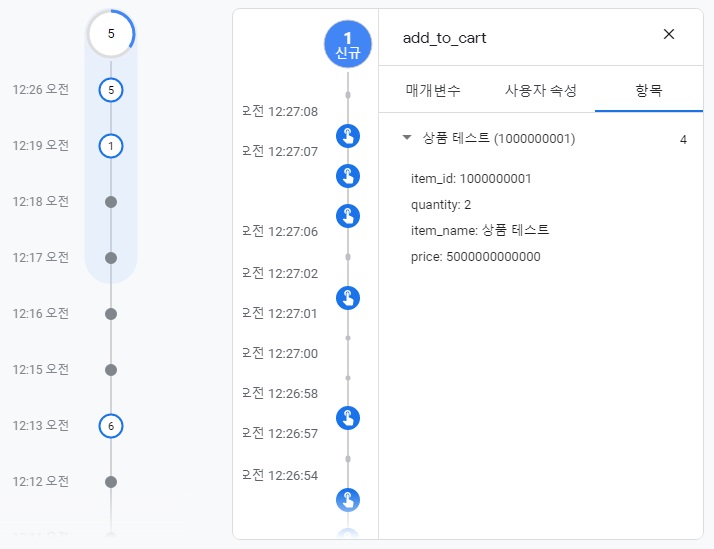 5
12:26 오전
5
12:19 오전
1
12:18 오전
12:17 오전
12:16 오전
12:15 오전
12:13 오전
6
12:12 오전
1
신규
오전 12:27:08
오전 12:27:07
오전 12:27:06
오전 12:27:02
오전 12:27:01
오전 12:27:00
오전 12:26:58
오전 12:26:57
오전 12:26:54
add_to_cart
매개변수
사용자 속성
항목
상품 테스트 (1000000001)
4
item_id: 1000000001
quantity: 2
item_name: 상품 테스트
price: 5000000000000